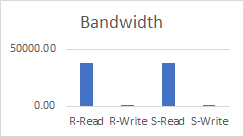 Bandwidth
50000.00
0.00
R-Read R-Write S-Read S-Write